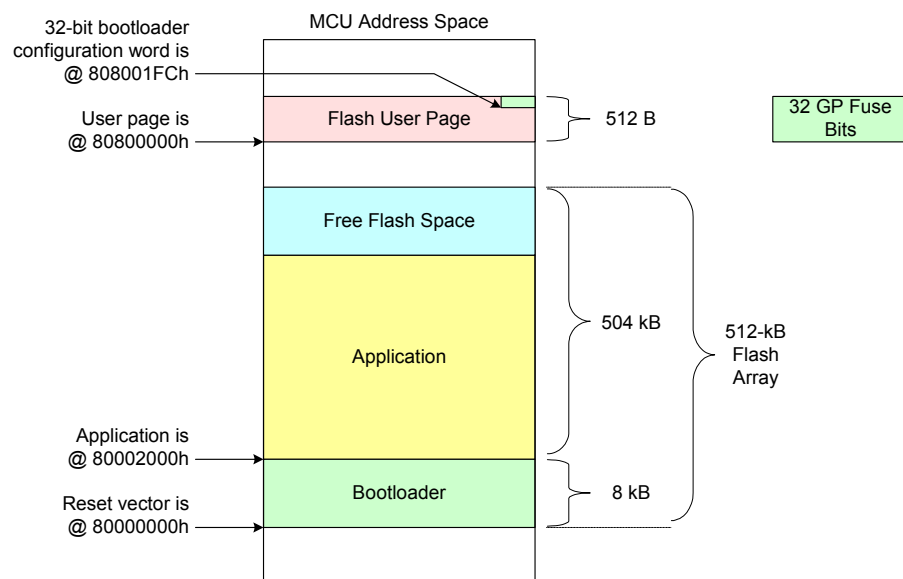 MCU Address Space
32-bit bootloader
configuration word is
@ 808001FCh
User page is
@ 80800000h
Flash User Page
512 B
32 GP Fuse
Bits
Free Flash Space
Application
504 kB
512-kB
Flash
Array
Application is
@ 80002000h
Bootloader
8 kB
Reset vector is
@ 80000000h